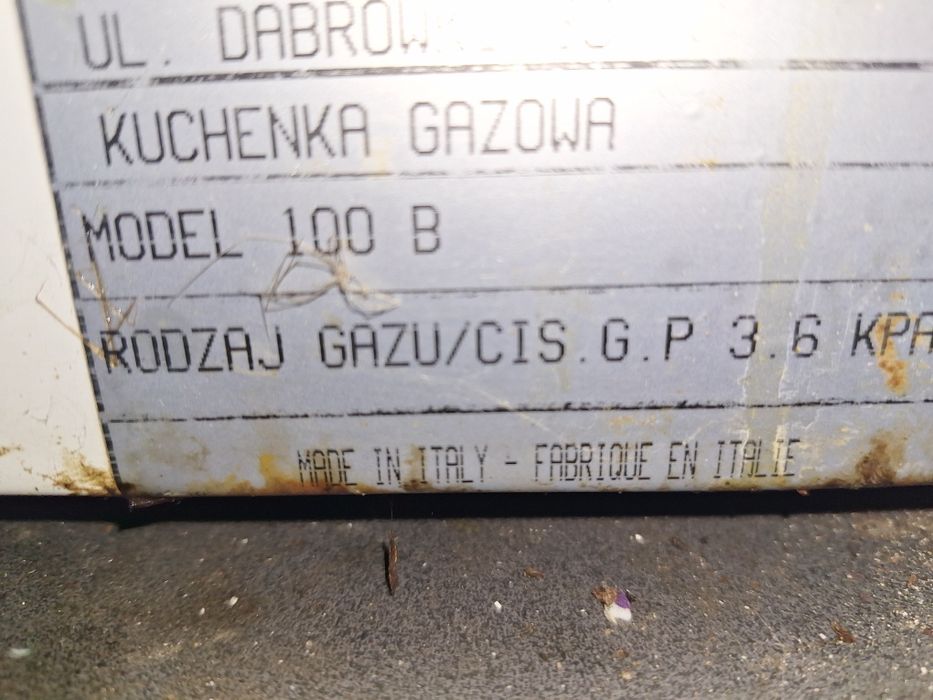 UL. DABROW
KUCHENKA GAZOWA
MODEL 100 B
RODZAJ GAZU/CIS.G.P 3.6 KPA
MADE IN ITALY - FABRIQUE EN ITALIE